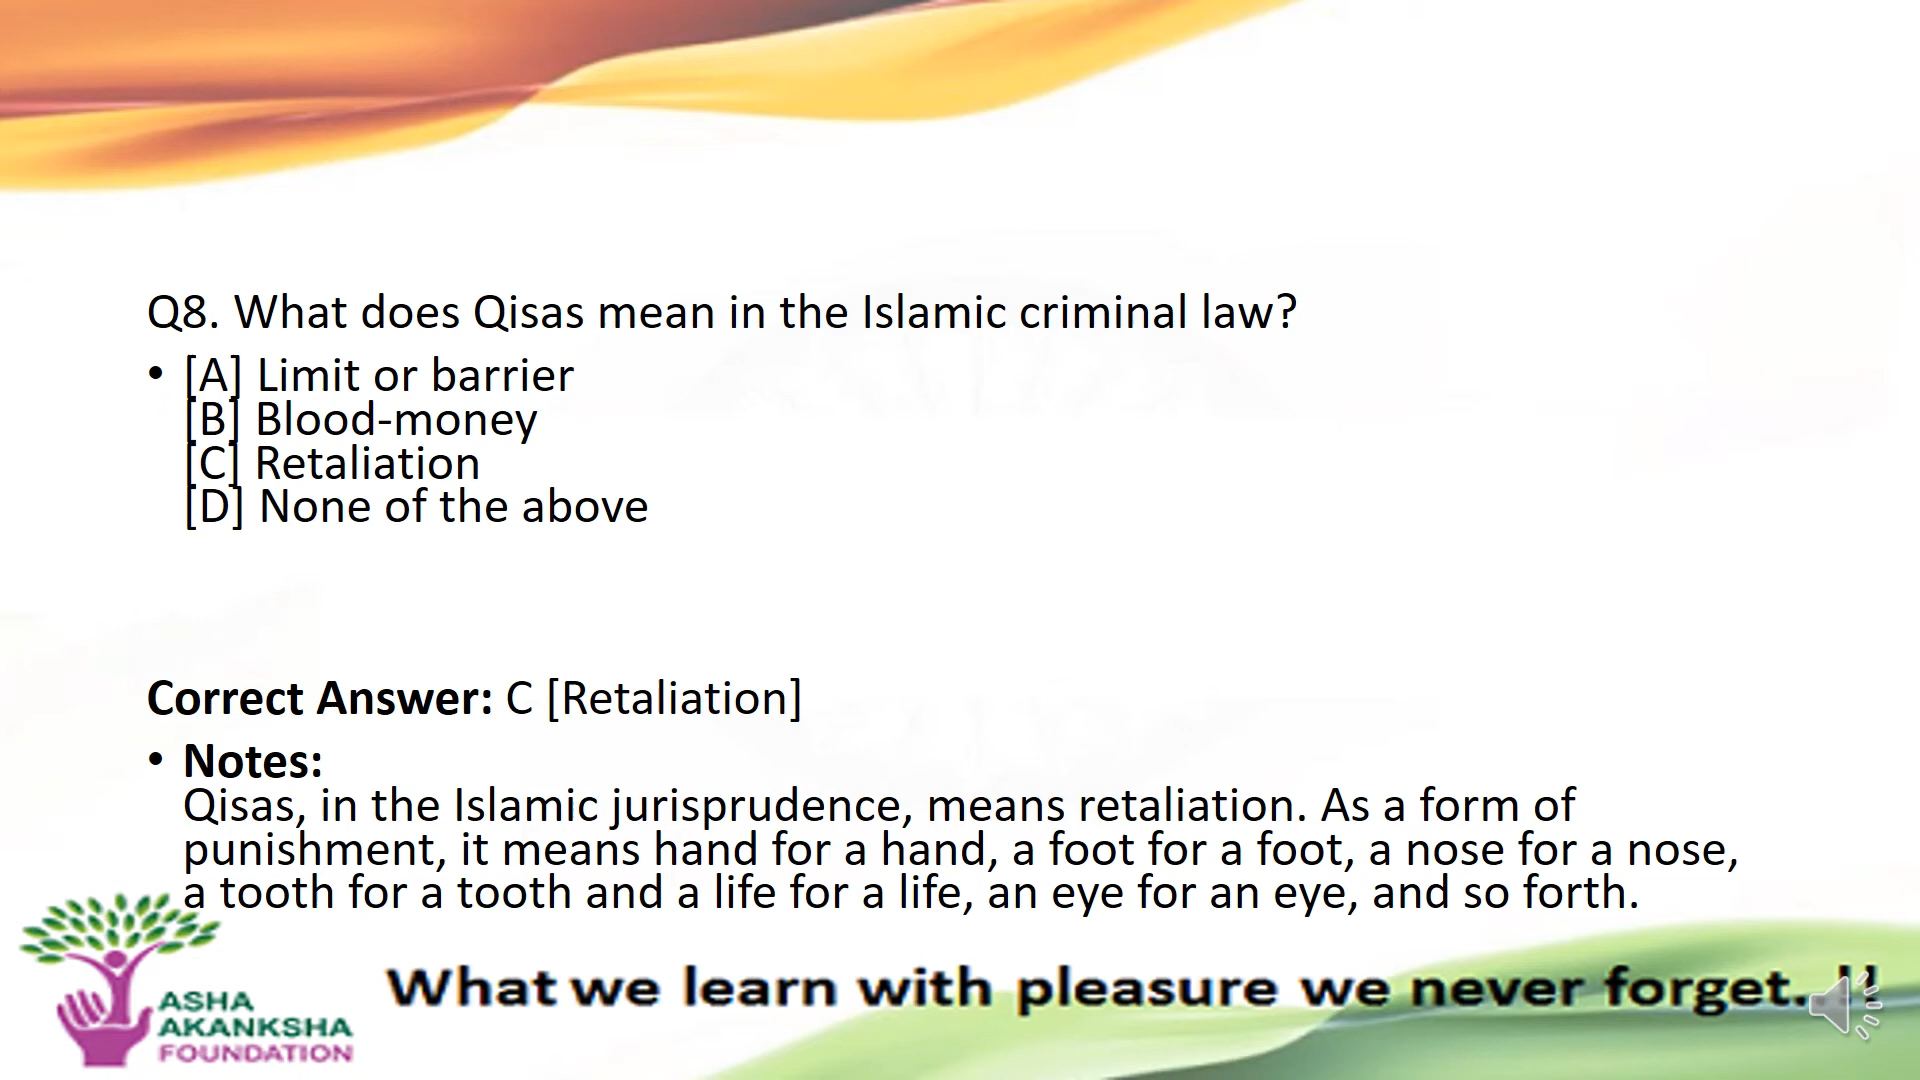 Q8. What does Qisas mean in the Islamic criminal law?
• [A] Limit or barrier
[B] Blood-money
[C] Retaliation
[D] None of the above
Correct Answer: C [Retaliation]
• Notes:
Qisas, in the Islamic jurisprudence, means retaliation. As a form of
punishment, it means hand for a hand, a foot for a foot, a nose for a nose,
a tooth for a tooth and a life for a life, an eye for an eye, and so forth.
ASHA
AKANKSHA
FOUNDATION
What we learn with pleasure we never forget...!!